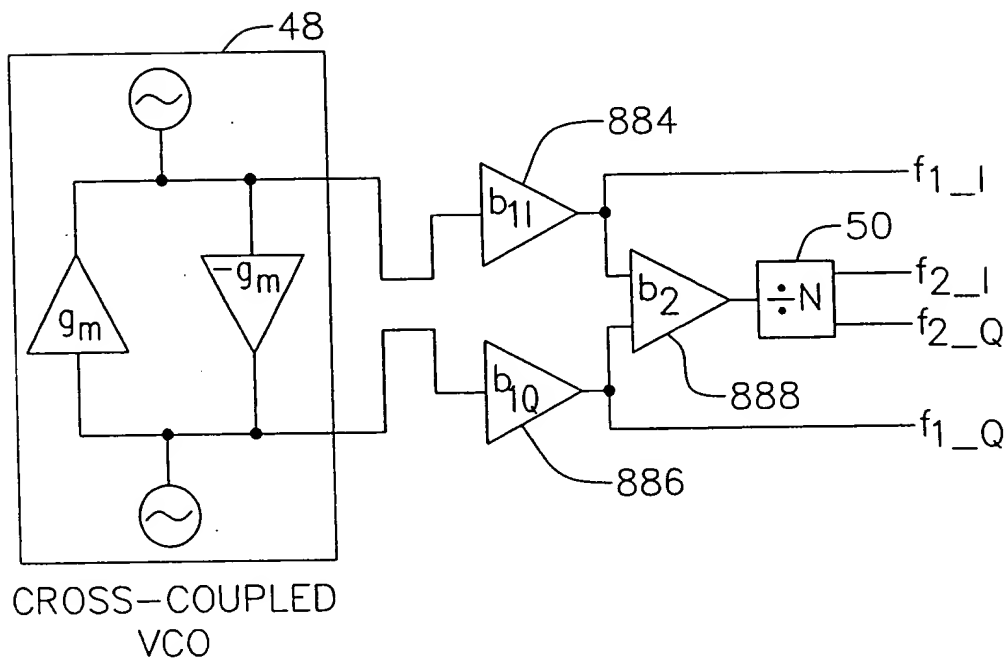 48
884
b1I
f1_I
50
-gm
gm
b2
÷N
f2_I
f2_Q
888
b1Q
f1_Q
886
CROSS-COUPLED
VCO